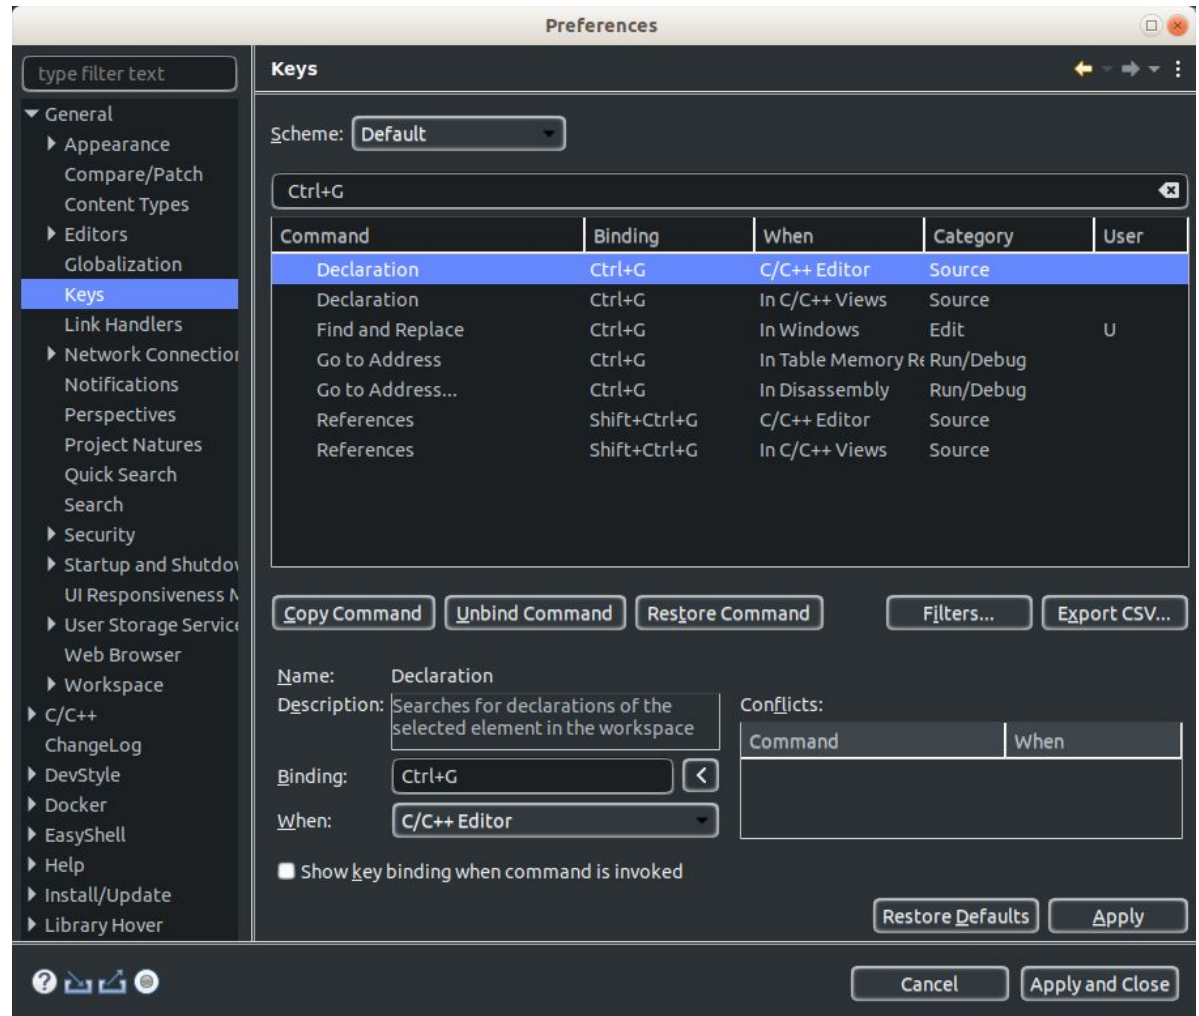 Preferences
type filter text
General
Appearance
Compare/Patch
Content Types
Editors
Globalization
Keys
Link Handlers
Network Connection
Notifications
Perspectives
Project Natures
Quick Search
Search
Security
Startup and Shutdov
UI Responsiveness M
User Storage Service
Web Browser
Workspace
C/C++
ChangeLog
DevStyle
Docker
EasyShell
Help
Install/Update
Library Hover
Keys
Scheme: Default
Ctrl+G
Command Binding When Category User
Declaration Ctrl+G C/C++ Editor Source
Declaration Ctrl+G In C/C++ Views Source
Find and Replace Ctrl+G In Windows Edit U
Go to Address Ctrl+G In Table Memory Re Run/Debug
Go to Address... Ctrl+G In Disassembly Run/Debug
References Shift+Ctrl+G C/C++ Editor Source
References Shift+Ctrl+G In C/C++ Views Source
Copy Command Unbind Command Restore Command Filters... Export CSV...
Name: Declaration
Description: Searches for declarations of the
selected element in the workspace
Binding: Ctrl+G
When: C/C++ Editor
Conflicts:
Command When
Show key binding when command is invoked
Restore Defaults Apply
Cancel Apply and Close